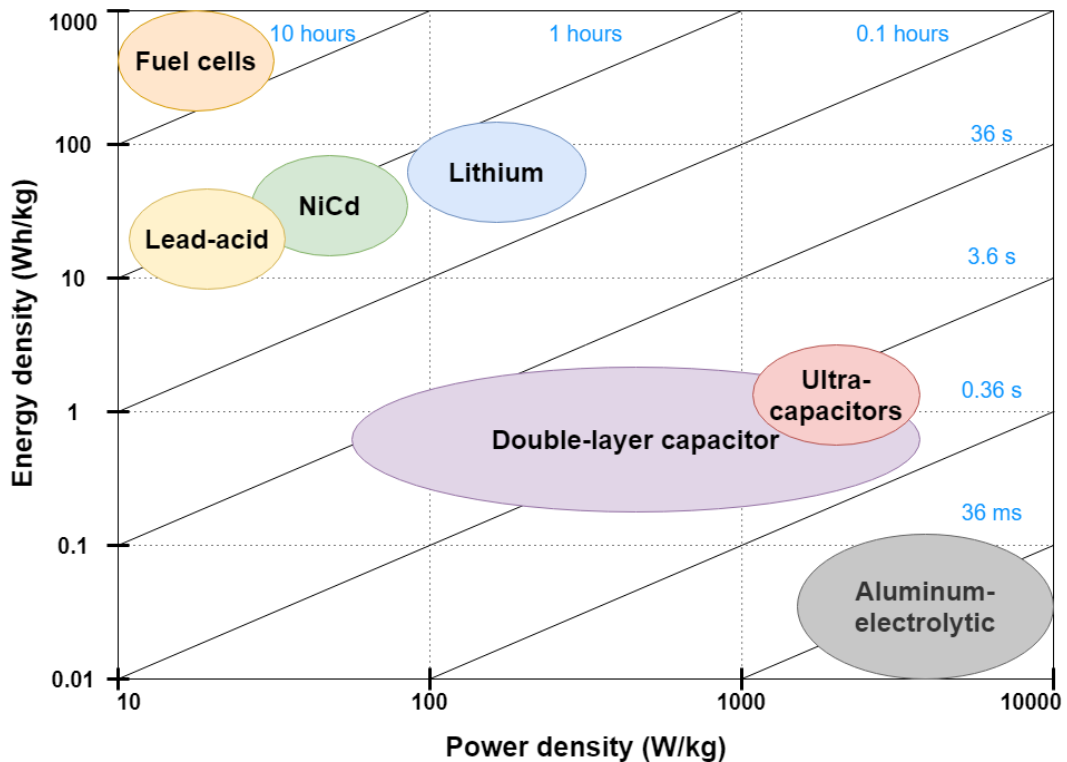 1000
10 hours
1 hours
0.1 hours
Fuel cells
100
36 s
Lithium
NiCd
Lead-acid
3.6 s
10
Energy density (Wh/kg)
Ultra-
capacitors
0.36 s
1
Double-layer capacitor
36 ms
0.1
Aluminum-
electrolytic
0.01
10
100
1000
10000
Power density (W/kg)